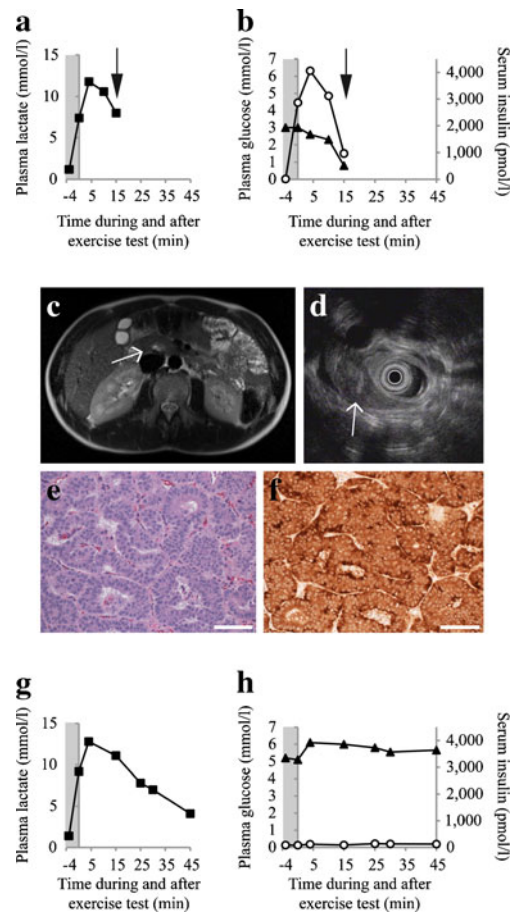 a
Plasma lactate (mmol/l)
15
10
5
0
-4 5 15 25 35 45
Time during and after
exercise test (min)
b
Plasma glucose (mmol/l)
7
6
5
4
3
2
1
0
4,000
3,000
2,000
1,000
0
Serum insulin
(pmol/l)
-4 5 15 25 35 45
Time during and after
exercise test (min)
c
d
e
f
g
Plasma lactate (mmol/l)
15
10
5
0
-4 5 15 25 35 45
Time during and after
exercise test (min)
h
Plasma glucose (mmol/l)
7
6
5
4
3
2
1
0
4,000
3,000
2,000
1,000
0
Serum insulin
(pmol/l)
-4 5 15 25 35 45
Time during and after
exercise test (min)